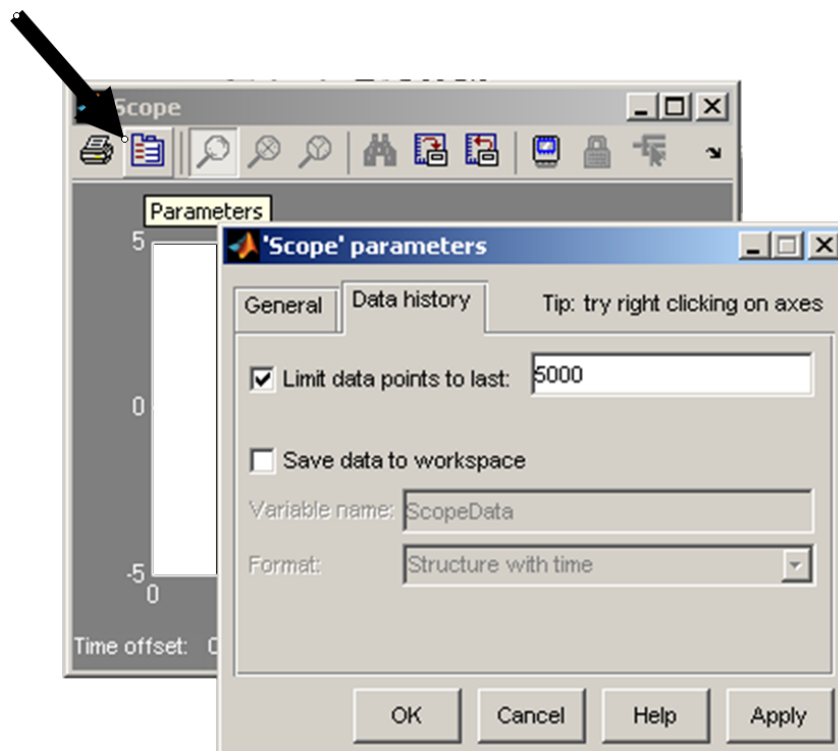 Scope
Parameters
5
0
-5
0
Time offset: 0
'Scope' parameters
General
Data history
Tip: try right clicking on axes
Limit data points to last:
5000
Save data to workspace
Variable name:
ScopeData
Format:
Structure with time
OK
Cancel
Help
Apply